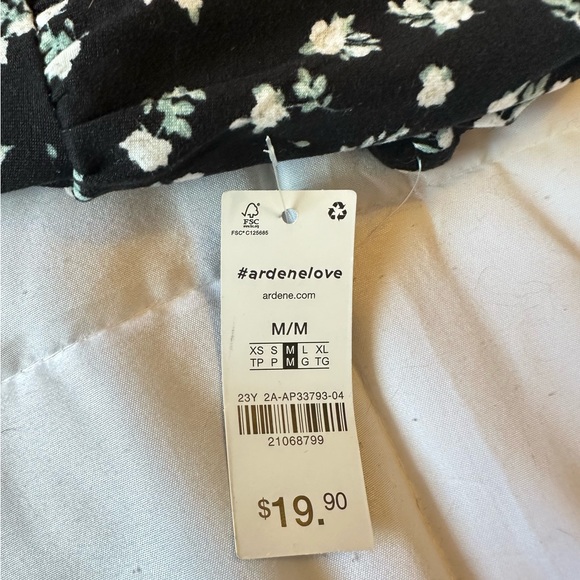 FSC
FSC® C125685
#ardenelove
ardene.com
M/M
XS S M L XL
TP P M G TG
23Y 2A-AP33793-04
21068799
$19.90